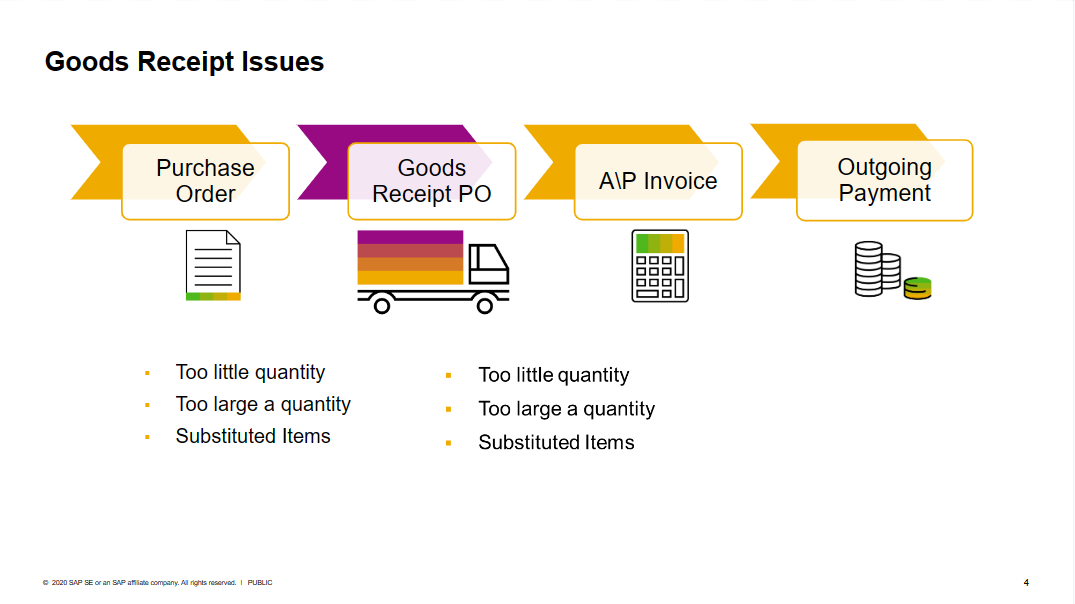 Goods Receipt Issues
Purchase
Order
Goods
Receipt PO
A\P Invoice
Outgoing
Payment
▪ Too little quantity
▪ Too large a quantity
▪ Substituted Items
▪ Too little quantity
▪ Too large a quantity
▪ Substituted Items
© 2020 SAP SE or an SAP affiliate company. All rights reserved. ǀ PUBLIC
4